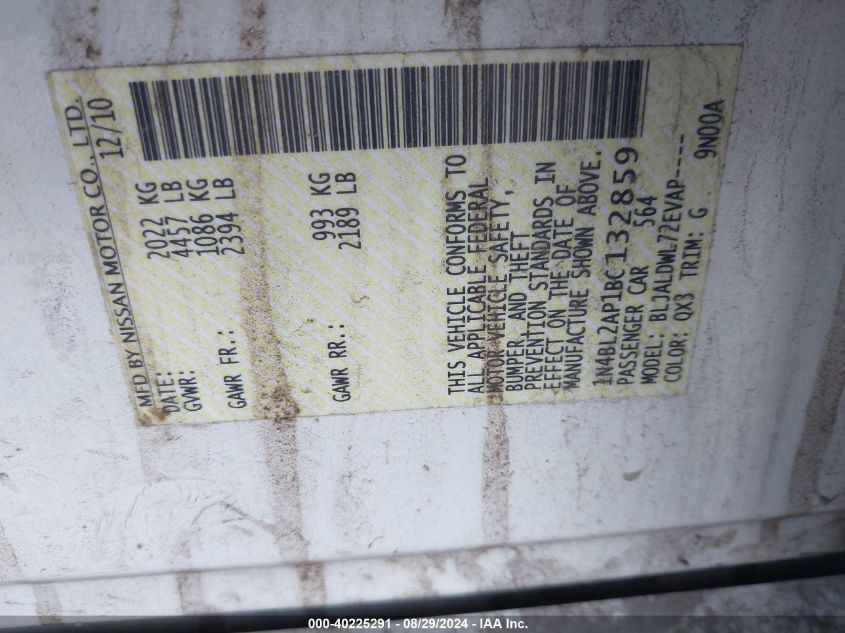 MFD BY NISSAN MOTOR CO., LTD.
DATE: 12/10
GVWR: 2022 KG
4457 LB
GAWR FR.: 1086 KG
2394 LB
GAWR RR.: 993 KG
2189 LB
THIS VEHICLE CONFORMS TO
ALL APPLICABLE FEDERAL
MOTOR VEHICLE SAFETY,
BUMPER, AND THEFT
PREVENTION STANDARDS IN
EFFECT ON THE DATE OF
MANUFACTURE SHOWN ABOVE.
1N4BL2AP1BC132859
PASSENGER CAR 564
MODEL: BLJALDWL72EVAP----
COLOR: QX3 TRIM: G 9N00A
000-40225291 - 08/29/2024 - IAA Inc.